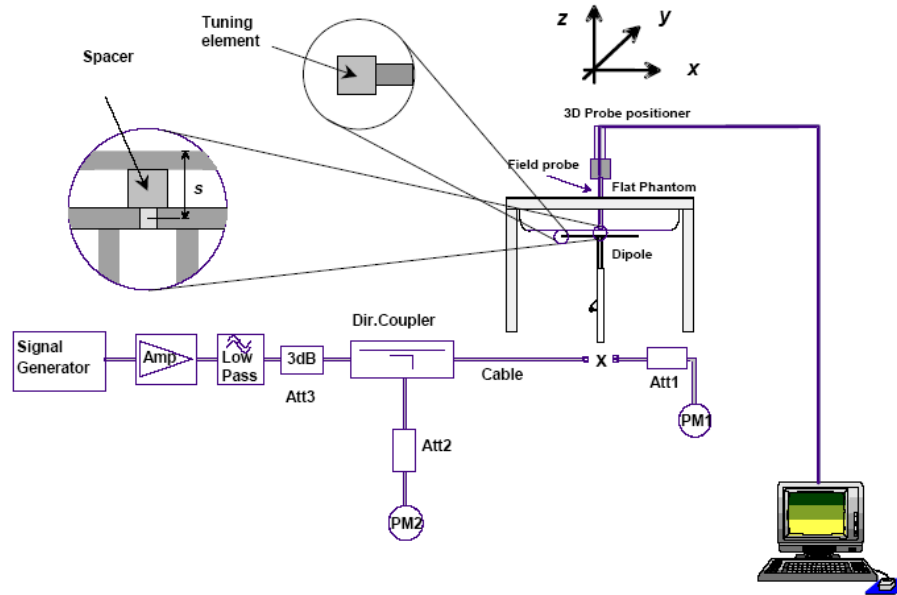 Tuning
element
Spacer
z
y
x
3D Probe positioner
Field probe
Flat Phantom
s
Dipole
Dir.Coupler
Signal
Generator
Amp
Low
Pass
3dB
Att3
Cable
X
Att1
PM1
Att2
PM2